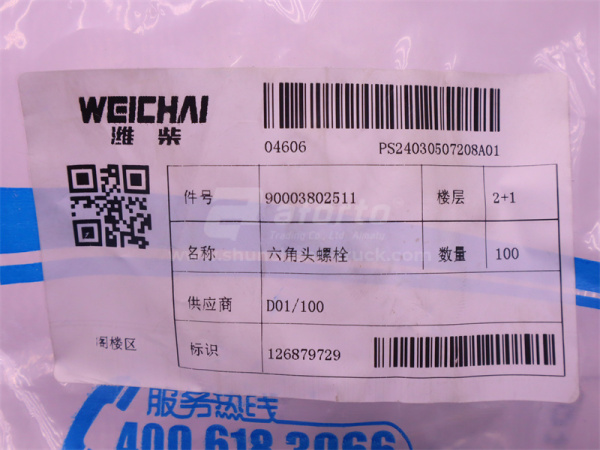 WEICHAI
潍柴
04606 PS24030507208A01
件号 90003802511 楼层 2+1
名称 六角头螺栓 数量 100
供应商 D01/100
阁楼区 标识 126879729
服务热线
400 618 3066